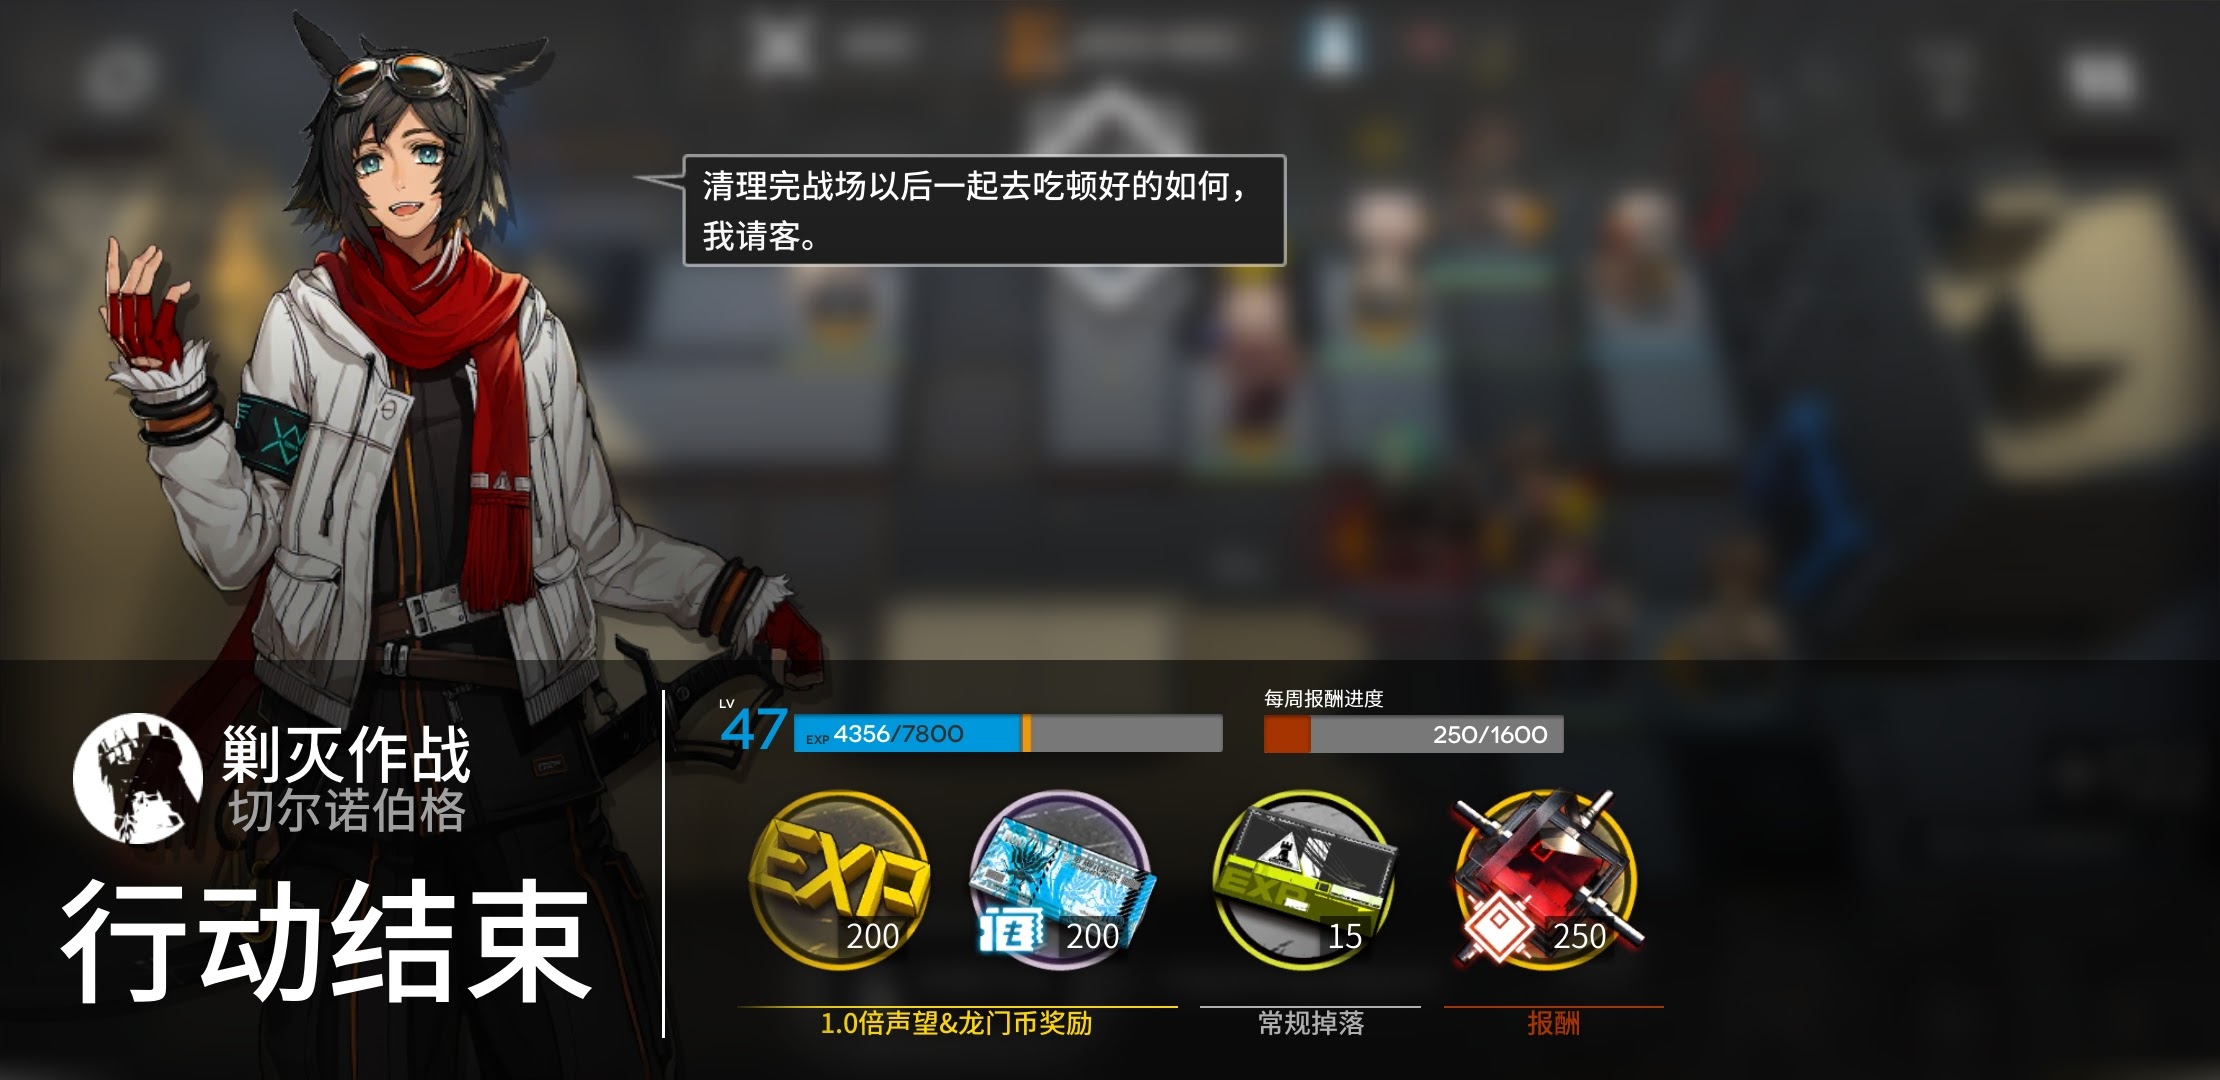 清理完战场以后一起去吃顿好的如何，
我请客。
剿灭作战
切尔诺伯格
行动结束
LV
47
EXP 4356/7800
每周报酬进度
250/1600
EXP
200
200
EXP
15
250
1.0倍声望&龙门币奖励
常规掉落
报酬